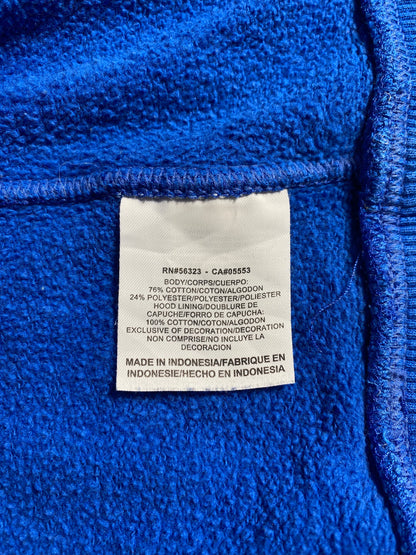 RN#56323 - CA#05553
BODY/CORPS/CUERPO:
76% COTTON/COTON/ALGODON
24% POLYESTER/POLYESTER/POLIESTER
HOOD LINING/DOUBLURE DE
CAPUCHE/FORRO DE CAPUCHA:
100% COTTON/COTON/ALGODON
EXCLUSIVE OF DECORATION/DECORATION
NON COMPRISE/NO INCLUYE LA
DECORACION
MADE IN INDONESIA/FABRIQUE EN
INDONESIE/HECHO EN INDONESIA